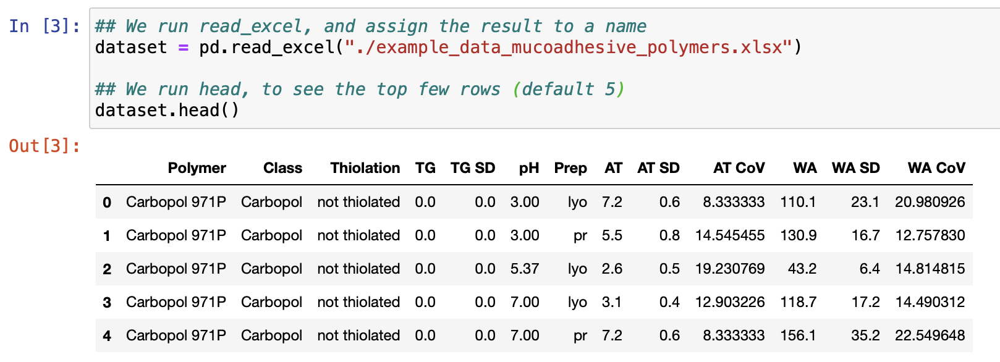 In [3]: ## We run read_excel, and assign the result to a name
dataset = pd.read_excel("./example_data_mucoadhesive_polymers.xlsx")
## We run head, to see the top few rows (default 5)
dataset.head()
Out[3]:
Polymer Class Thiolation TG TG SD pH Prep AT AT SD AT CoV WA WA SD WA CoV
0 Carbopol 971P Carbopol not thiolated 0.0 0.0 3.00 lyo 7.2 0.6 8.333333 110.1 23.1 20.980926
1 Carbopol 971P Carbopol not thiolated 0.0 0.0 3.00 pr 5.5 0.8 14.545455 130.9 16.7 12.757830
2 Carbopol 971P Carbopol not thiolated 0.0 0.0 5.37 lyo 2.6 0.5 19.230769 43.2 6.4 14.814815
3 Carbopol 971P Carbopol not thiolated 0.0 0.0 7.00 lyo 3.1 0.4 12.903226 118.7 17.2 14.490312
4 Carbopol 971P Carbopol not thiolated 0.0 0.0 7.00 pr 7.2 0.6 8.333333 156.1 35.2 22.549648